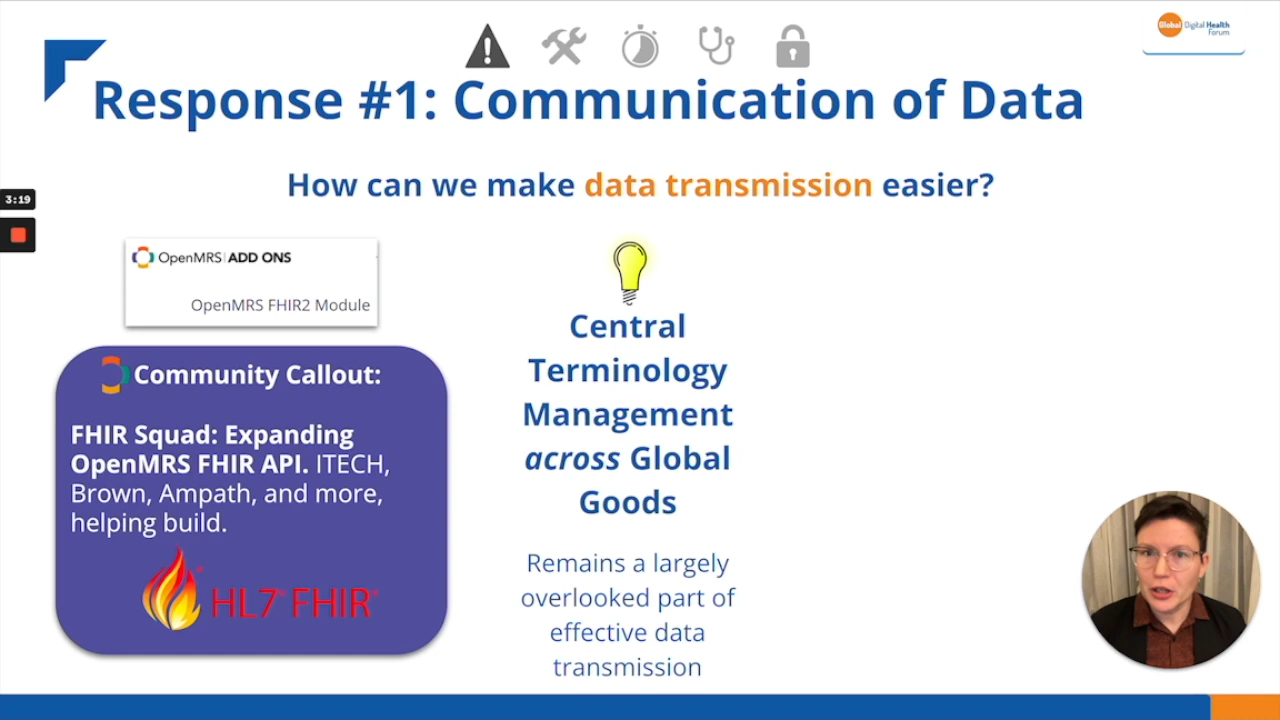 Global Digital Health
Forum
Response #1: Communication of Data
How can we make data transmission easier?
3:19
OpenMRS | ADD ONS
OpenMRS FHIR2 Module
Community Callout:
FHIR Squad: Expanding
OpenMRS FHIR API. ITECH,
Brown, Ampath, and more,
helping build.
HL7 FHIR
Central
Terminology
Management
across Global
Goods
Remains a largely
overlooked part of
effective data
transmission